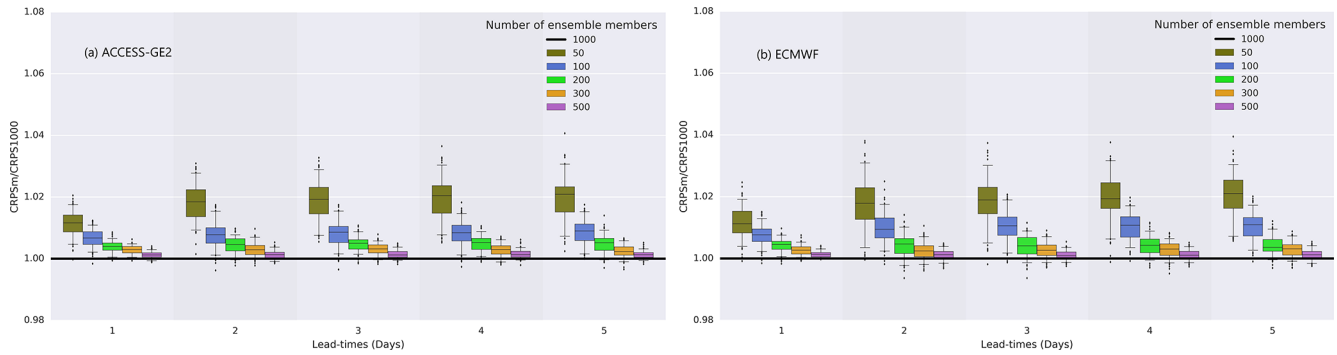 Number of ensemble members
1000
50
100
200
300
500
(a) ACCESS-GE2
CRPSm/CRPS1000
1.08
1.06
1.04
1.02
1.00
0.98
1 2 3 4 5
Lead-times (Days)
Number of ensemble members
1000
50
100
200
300
500
(b) ECMWF
CRPSm/CRPS1000
1.08
1.06
1.04
1.02
1.00
0.98
1 2 3 4 5
Lead-times (Days)